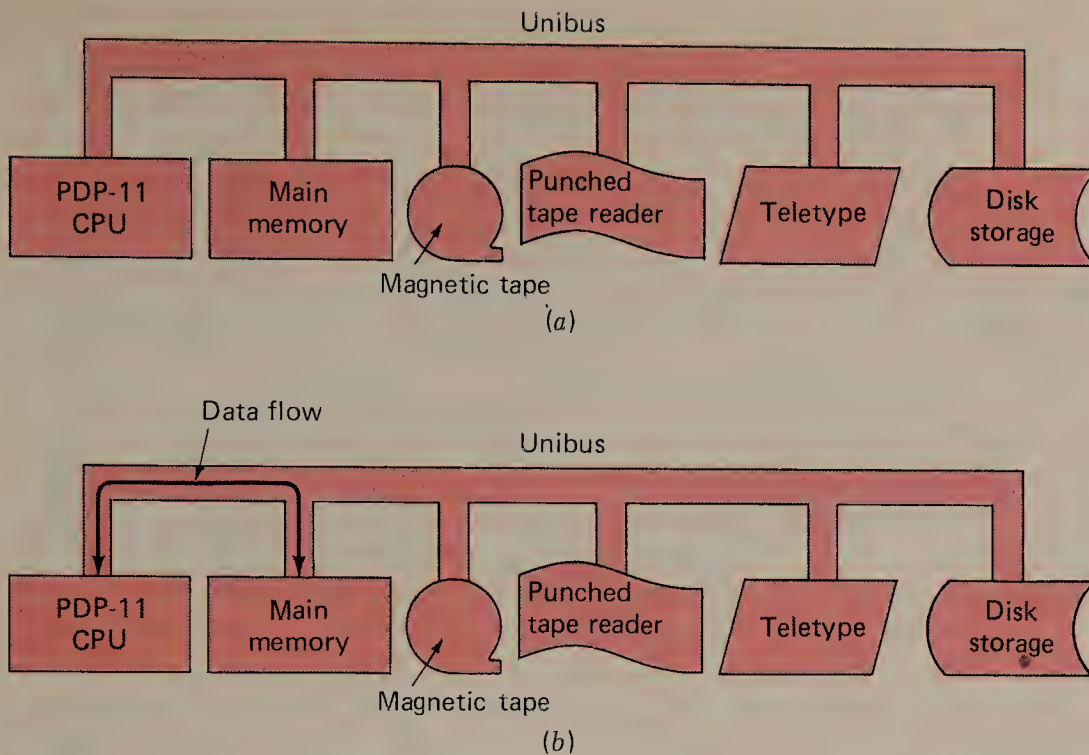 Unibus
PDP-11
CPU
Main
memory
Punched
tape reader
Teletype
Disk
storage
Magnetic tape
(a)
Data flow
Unibus
PDP-11
CPU
Main
memory
Punched
tape reader
Teletype
Disk
storage
Magnetic tape
(b)